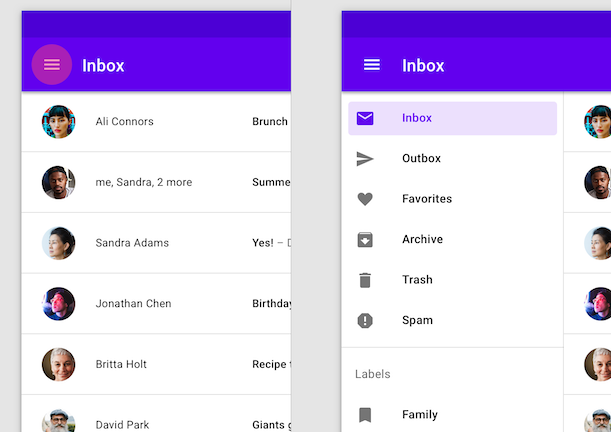 Inbox
Ali Connors Brunch
me, Sandra, 2 more Summe
Sandra Adams Yes! –
Jonathan Chen Birthday
Britta Holt Recipe
David Park Giants
Inbox
Inbox
Outbox
Favorites
Archive
Trash
Spam
Labels
Family